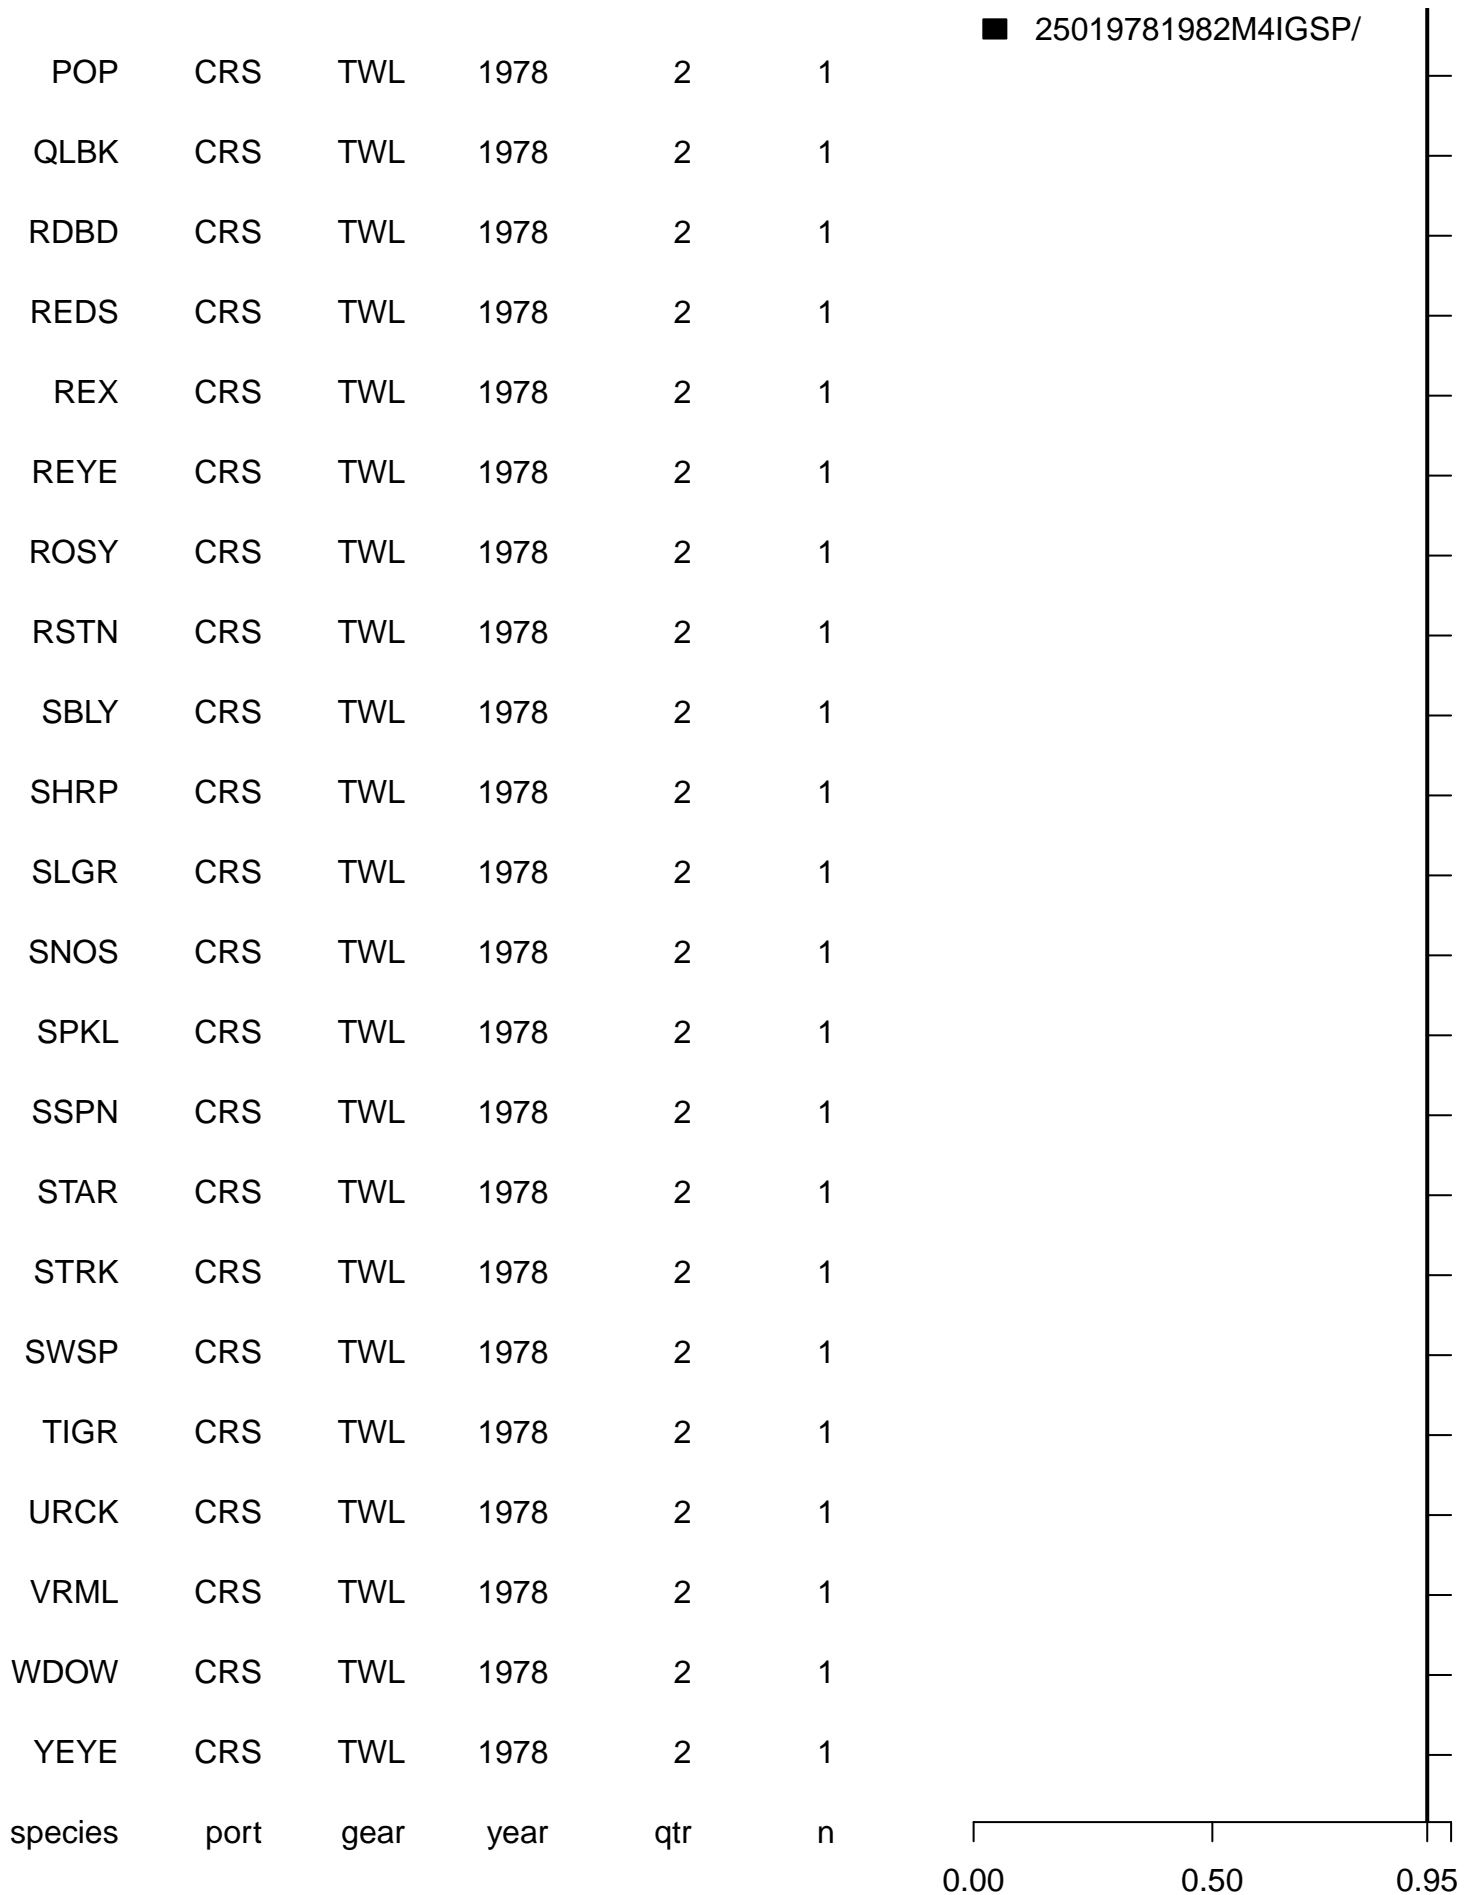 25019781982M4IGSP/
POP CRS TWL 1978 2 1
QLBK CRS TWL 1978 2 1
RDBD CRS TWL 1978 2 1
REDS CRS TWL 1978 2 1
REX CRS TWL 1978 2 1
REYE CRS TWL 1978 2 1
ROSY CRS TWL 1978 2 1
RSTN CRS TWL 1978 2 1
SBLY CRS TWL 1978 2 1
SHRP CRS TWL 1978 2 1
SLGR CRS TWL 1978 2 1
SNOS CRS TWL 1978 2 1
SPKL CRS TWL 1978 2 1
SSPN CRS TWL 1978 2 1
STAR CRS TWL 1978 2 1
STRK CRS TWL 1978 2 1
SWSP CRS TWL 1978 2 1
TIGR CRS TWL 1978 2 1
URCK CRS TWL 1978 2 1
VRML CRS TWL 1978 2 1
WDOW CRS TWL 1978 2 1
YEYE CRS TWL 1978 2 1
species port gear year qtr n
0.00 0.50 0.95